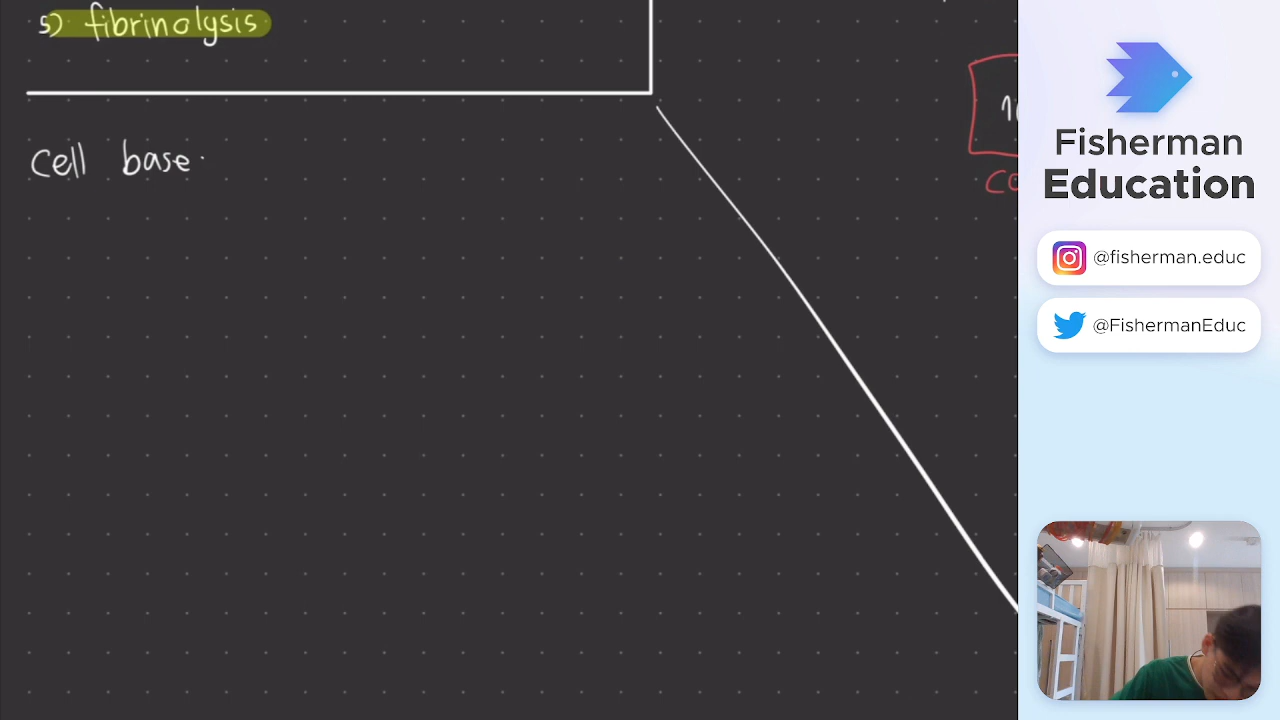 5) fibrinolysis
cell base
Fisherman
Education
@fisherman.educ
@FishermanEduc